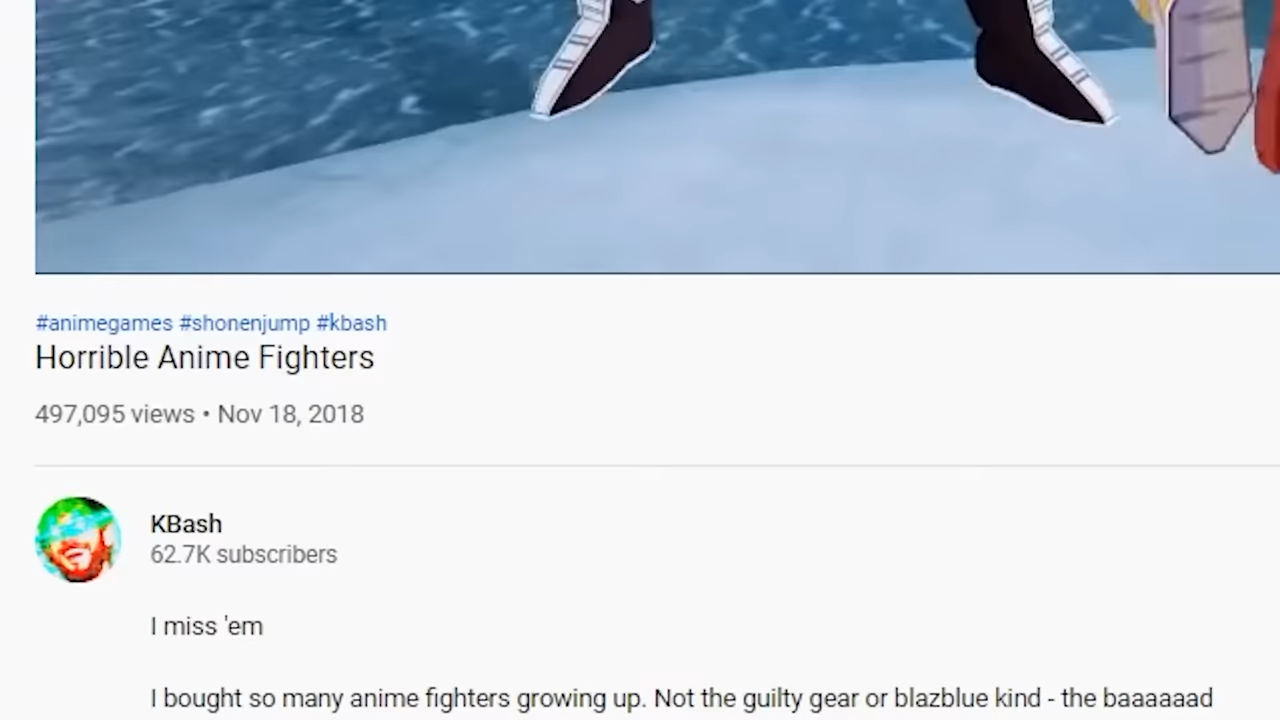 #animegames #shonenjump #kbash
Horrible Anime Fighters
497,095 views • Nov 18, 2018
KBash
62.7K subscribers
I miss 'em
I bought so many anime fighters growing up. Not the guilty gear or blazblue kind - the baaaaaad